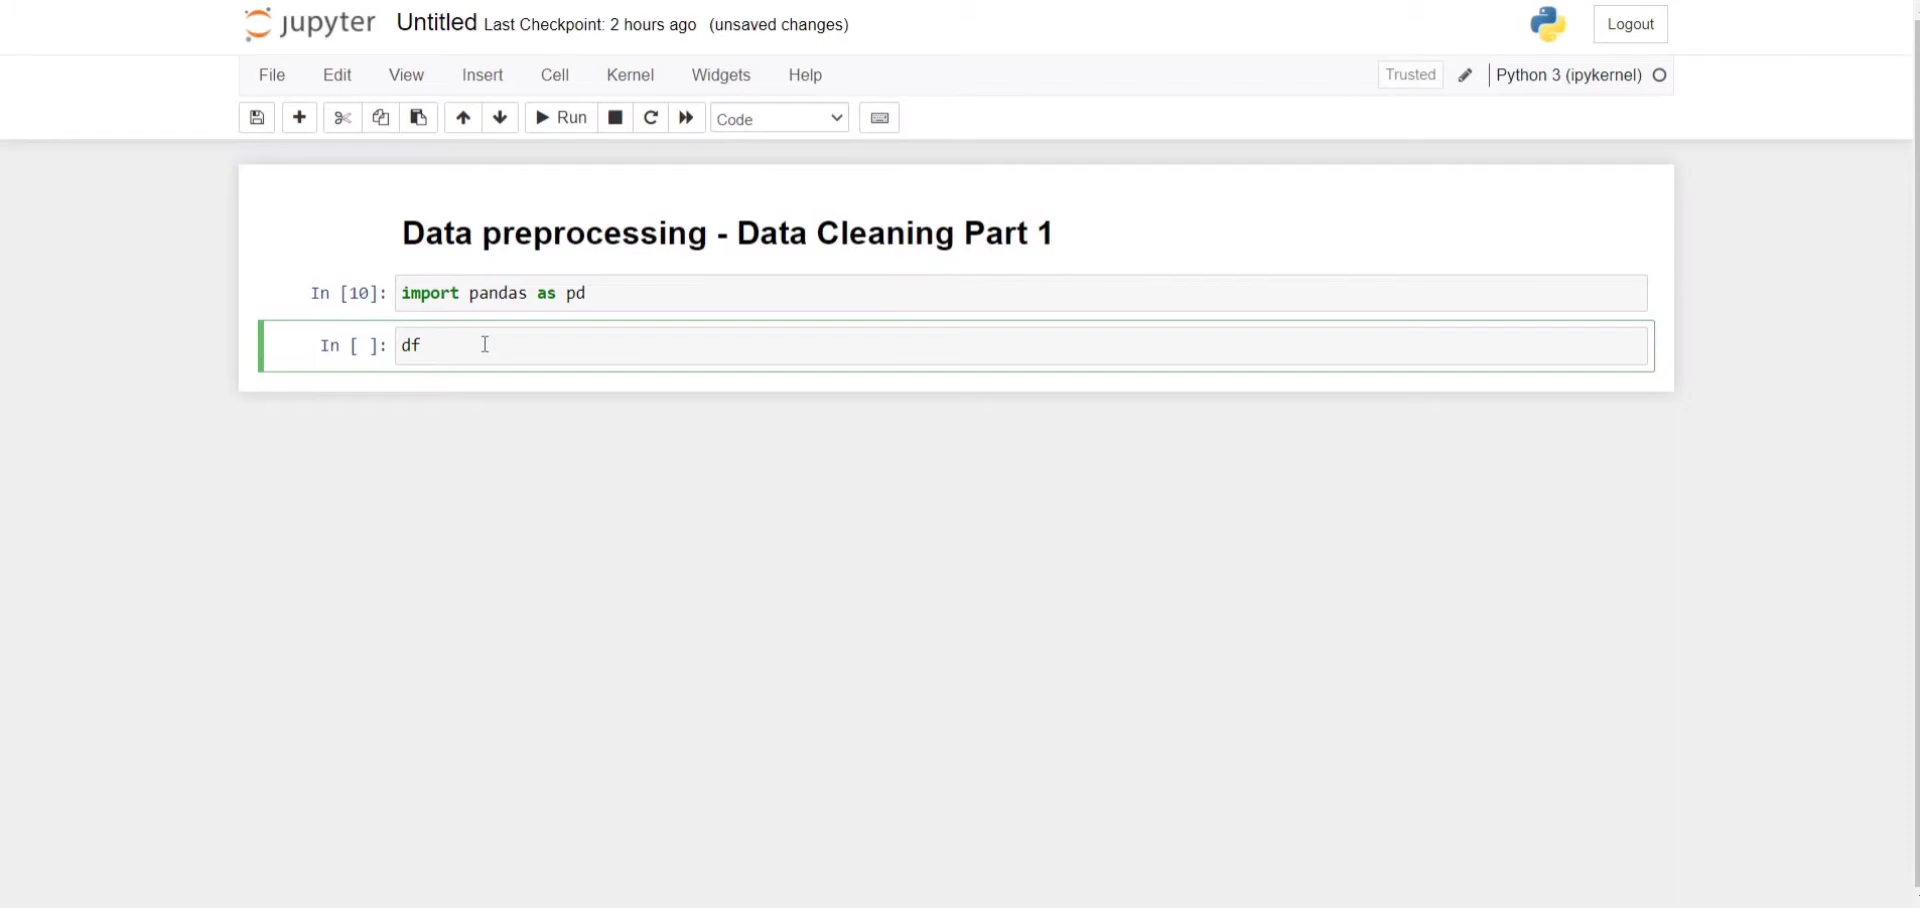 jupyter Untitled Last Checkpoint: 2 hours ago (unsaved changes) Logout
File Edit View Insert Cell Kernel Widgets Help Trusted Python 3 (ipykernel)
Run Code
Data preprocessing - Data Cleaning Part 1
In [10]: import pandas as pd
In [ ]: df